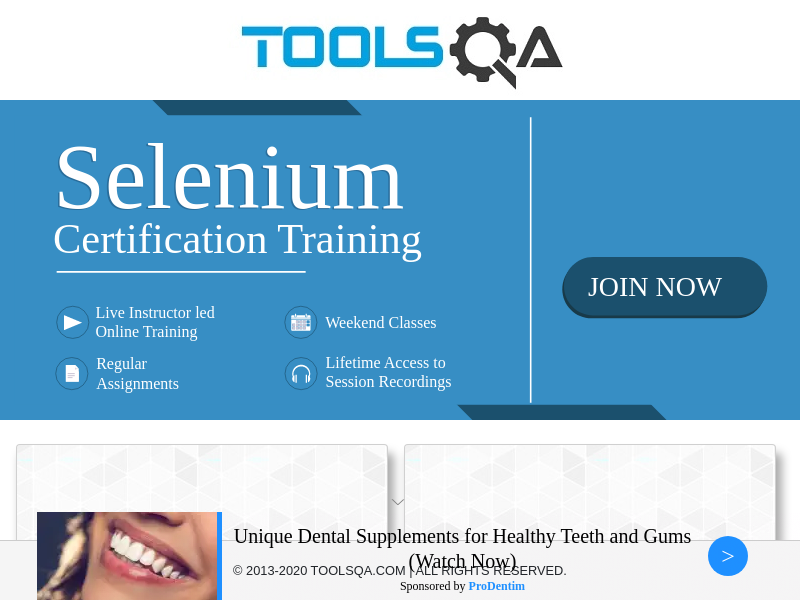 TOOLSQA
Selenium
Certification Training
Live Instructor led
Online Training
Weekend Classes
Regular
Assignments
Lifetime Access to
Session Recordings
JOIN NOW
Unique Dental Supplements for Healthy Teeth and Gums
(Watch Now)
>
© 2013-2020 TOOLSQA.COM | ALL RIGHTS RESERVED.
Sponsored by ProDentim